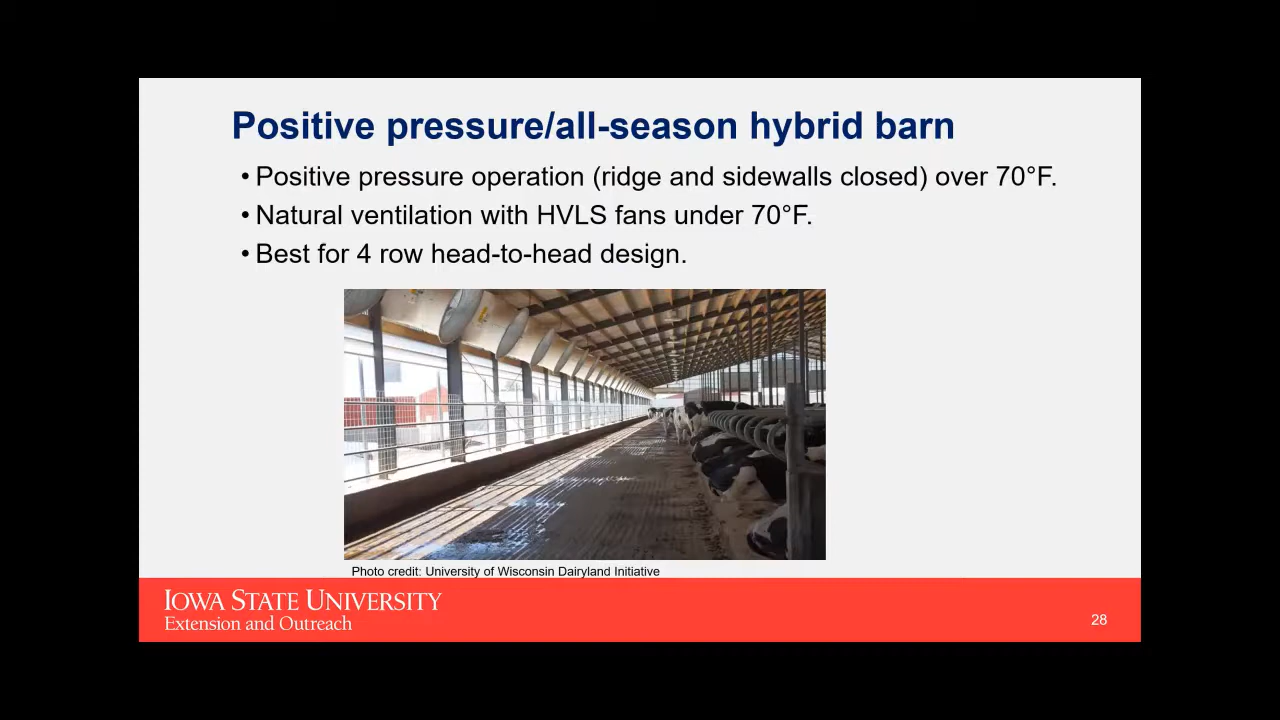 Positive pressure/all-season hybrid barn
• Positive pressure operation (ridge and sidewalls closed) over 70°F.
• Natural ventilation with HVLS fans under 70°F.
• Best for 4 row head-to-head design.
Photo credit: University of Wisconsin Dairyland Initiative
IOWA STATE UNIVERSITY
Extension and Outreach
28